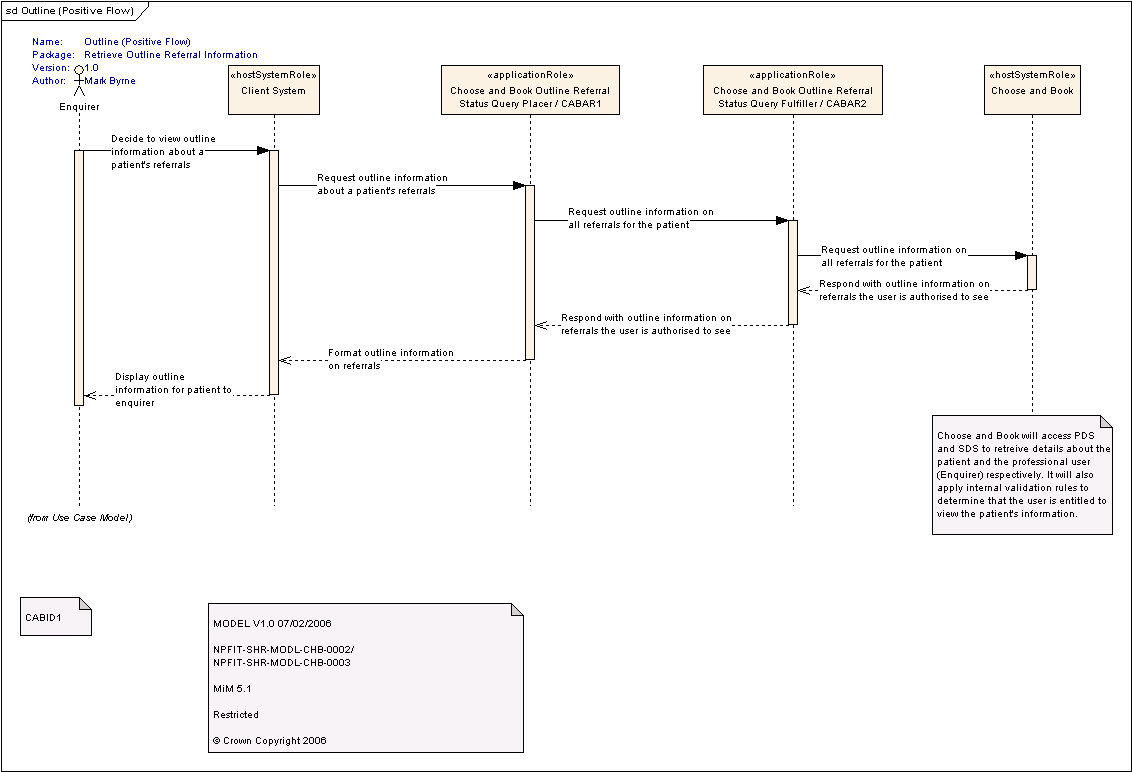 sd Outline (Positive Flow)
Name: Outline (Positive Flow)
Package: Retrieve Outline Referral Information
Version: 1.0
Author: Mark Byrne
Enquirer
«hostSystemRole»
Client System
«applicationRole»
Choose and Book Outline Referral
Status Query Placer / CABAR1
«applicationRole»
Choose and Book Outline Referral
Status Query Fulfiller / CABAR2
«hostSystemRole»
Choose and Book
Decide to view outline
information about a
patient's referrals
Request outline information
about a patient's referrals
Request outline information on
all referrals for the patient
Request outline information on
all referrals for the patient
Respond with outline information on
referrals the user is authorised to see
Respond with outline information on
referrals the user is authorised to see
Format outline information
on referrals
Display outline
information for patient to
enquirer
Choose and Book will access PDS
and SDS to retreive details about the
patient and the professional user
(Enquirer) respectively. It will also
apply internal validation rules to
determine that the user is entitled to
view the patient's information.
(from Use Case Model)
CABID1
MODEL V1.0 07/02/2006
NPFIT-SHR-MODL-CHB-0002/
NPFIT-SHR-MODL-CHB-0003
MiM 5.1
Restricted
© Crown Copyright 2006